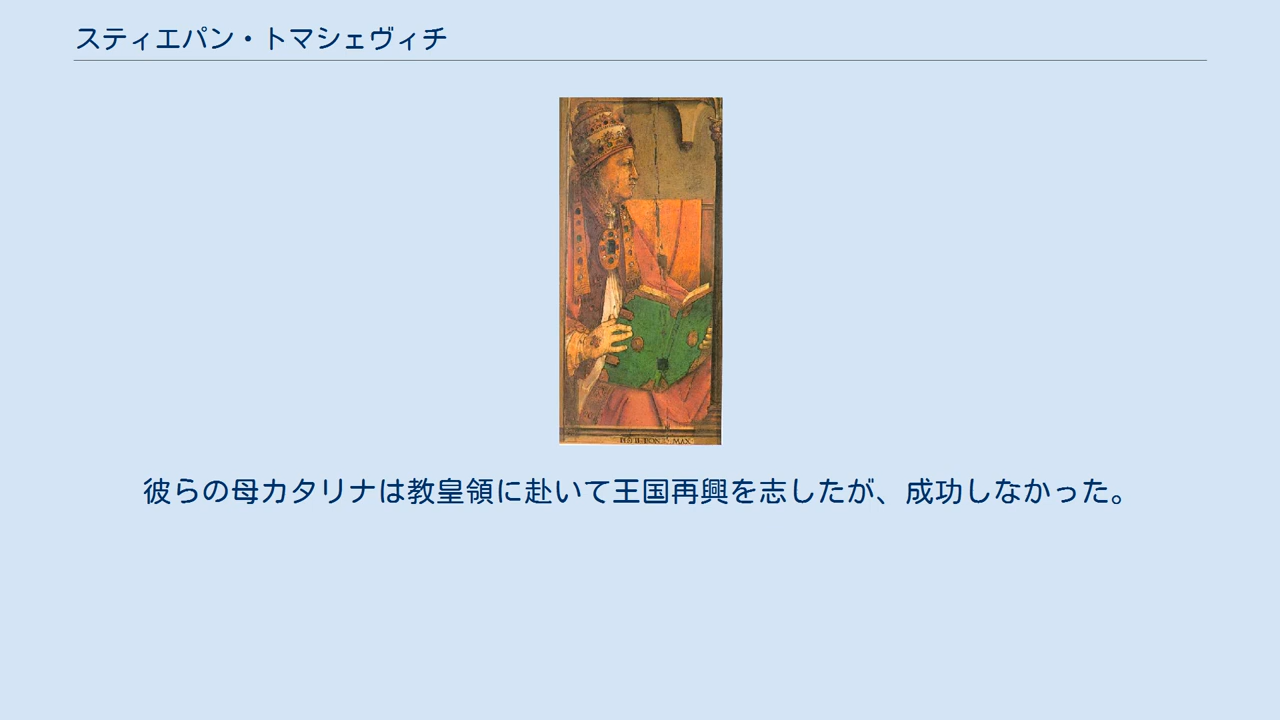 スティエパン・トマシェヴィチ
彼らの母カタリナは教皇領に赴いて王国再興を志したが、成功しなかった。